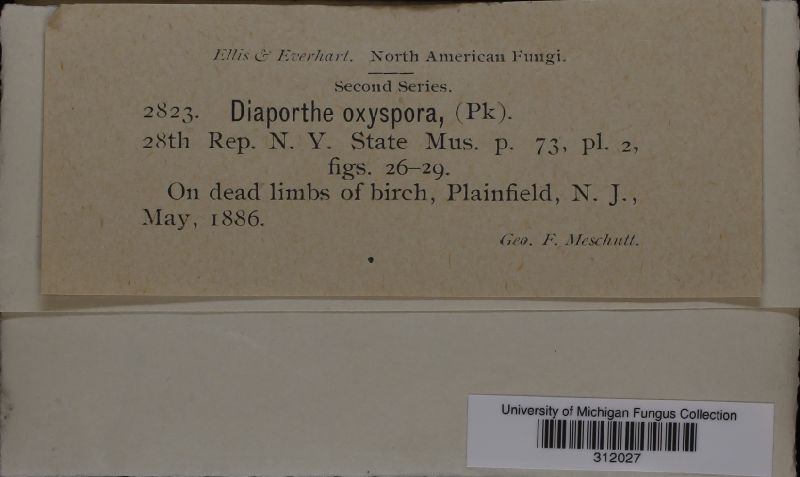 Ellis & Everhart. North American Fungi.
Second Series.
2823. Diaporthe oxyspora, (Pk).
28th Rep. N. Y. State Mus. p. 73, pl. 2,
figs. 26–29.
On dead limbs of birch, Plainfield, N. J.,
May, 1886.
Geo. F. Meschutt.
University of Michigan Fungus Collection
312027